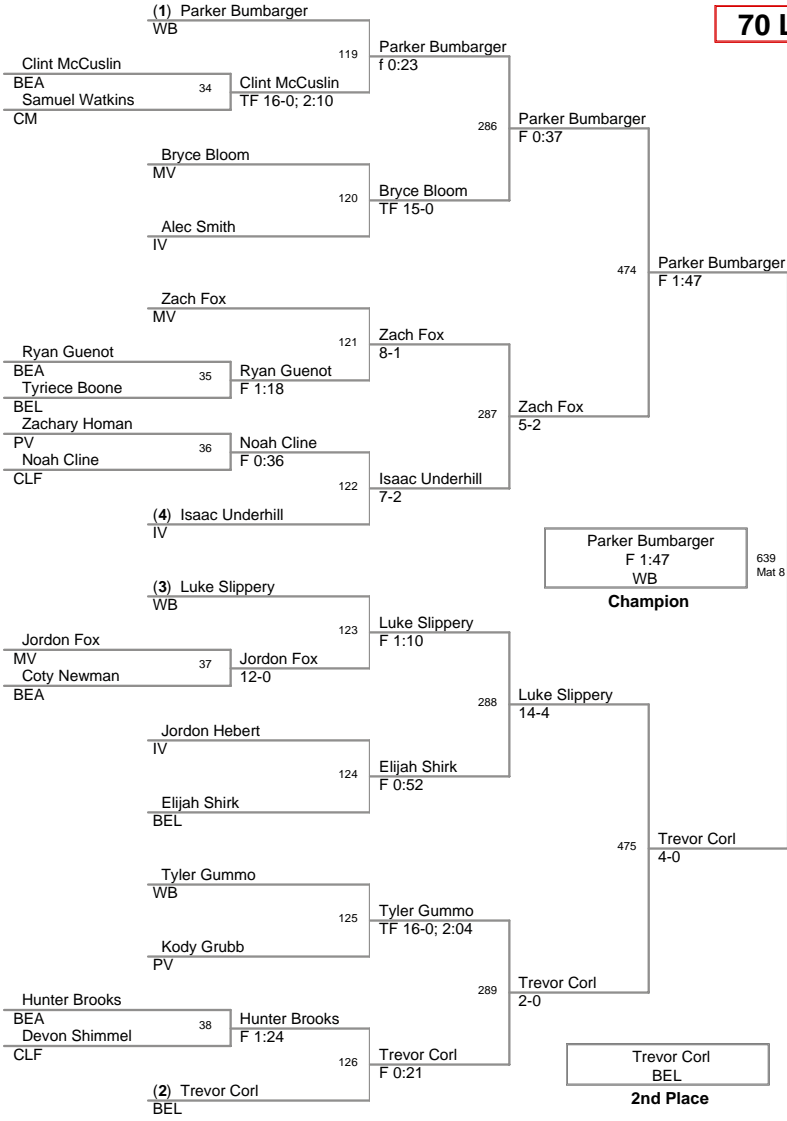 (1) Parker Bumbarger
WB
70 L
119
Parker Bumbarger
f 0:23
Clint McCuslin
BEA
34
Clint McCuslin
TF 16-0; 2:10
Samuel Watkins
CM
286
Parker Bumbarger
F 0:37
Bryce Bloom
MV
120
Bryce Bloom
TF 15-0
Alec Smith
IV
474
Parker Bumbarger
F 1:47
Zach Fox
MV
121
Zach Fox
8-1
Ryan Guenot
BEA
35
Ryan Guenot
F 1:18
Tyriece Boone
BEL
287
Zach Fox
5-2
Zachary Homan
PV
36
Noah Cline
F 0:36
Noah Cline
CLF
122
Isaac Underhill
7-2
(4) Isaac Underhill
IV
Parker Bumbarger
F 1:47
WB
639
Mat 8
Champion
(3) Luke Slippery
WB
123
Luke Slippery
F 1:10
Jordon Fox
MV
37
Jordon Fox
12-0
Coty Newman
BEA
288
Luke Slippery
14-4
Jordon Hebert
IV
124
Elijah Shirk
F 0:52
Elijah Shirk
BEL
475
Trevor Corl
4-0
Tyler Gummo
WB
125
Tyler Gummo
TF 16-0; 2:04
Kody Grubb
PV
289
Trevor Corl
2-0
Hunter Brooks
BEA
38
Hunter Brooks
F 1:24
Devon Shimmel
CLF
126
Trevor Corl
F 0:21
(2) Trevor Corl
BEL
Trevor Corl
BEL
2nd Place